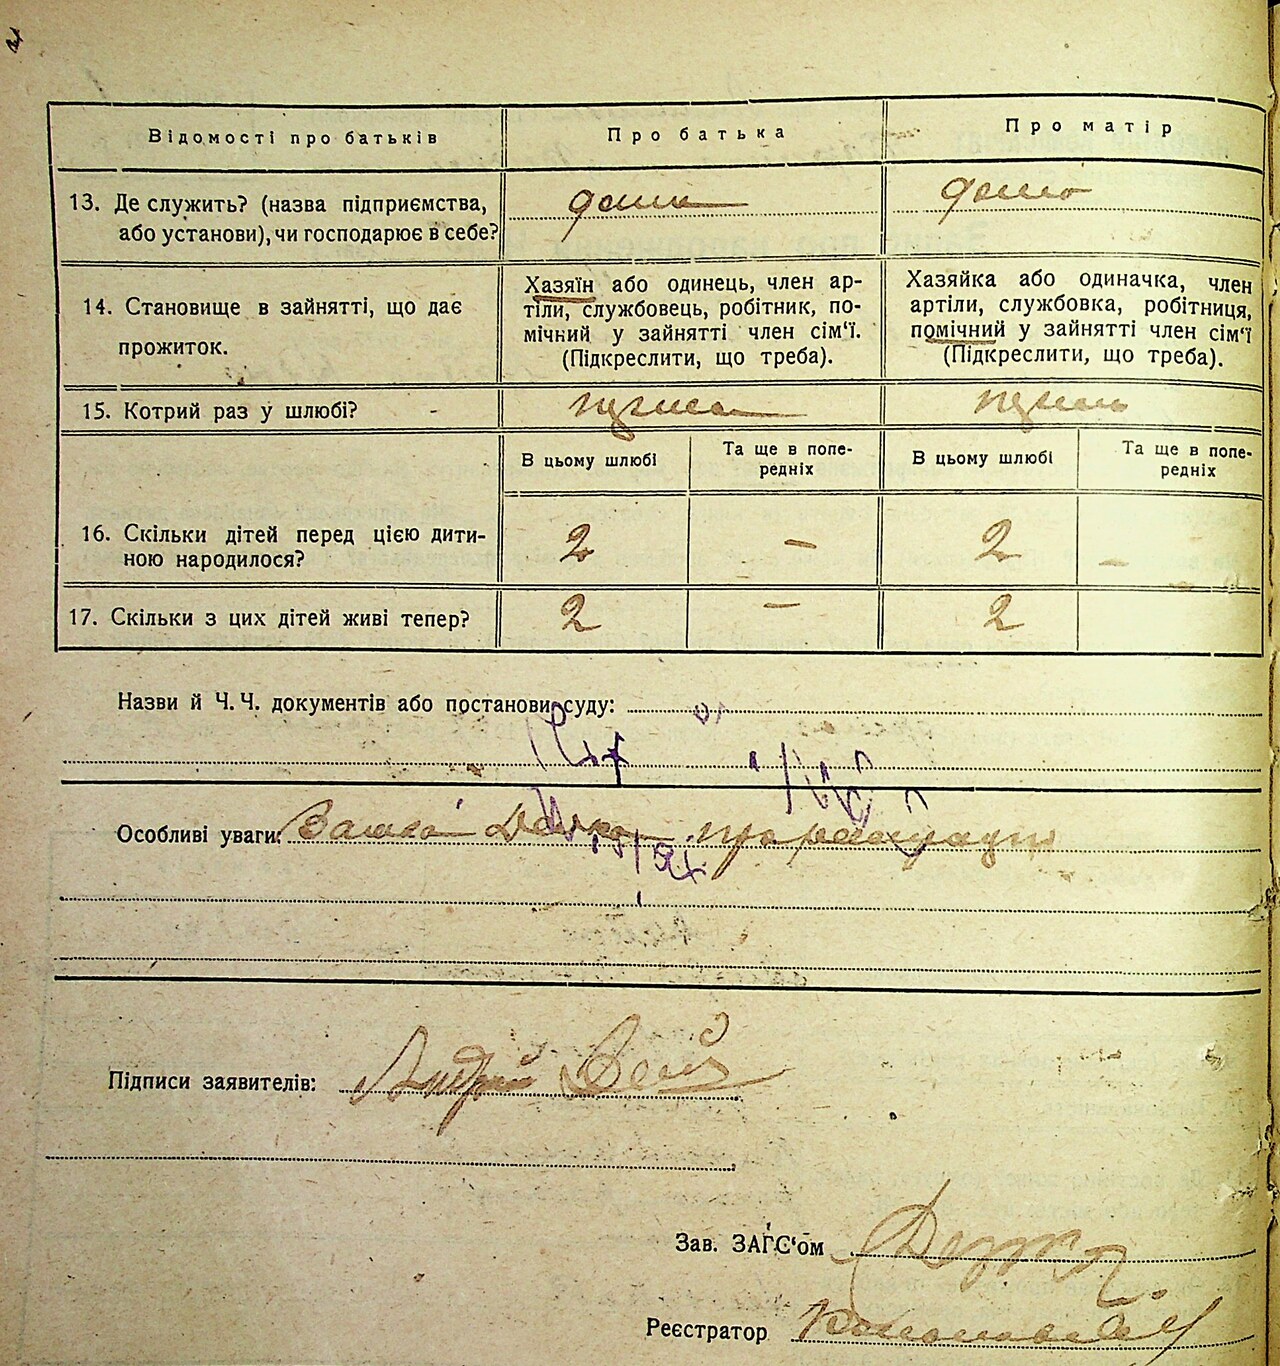 Відомості про батьків
Про батька
Про матір
13. Де служить? (назва підприємства,
або установи), чи господарює в себе?
14. Становище в зайнятті, що дає
прожиток.
Хазяїн або одинець, член ар-
тіли, службовець, робітник, по-
мічний у зайнятті член сім‘ї.
(Підкреслити, що треба).
Хазяйка або одиначка, член
артіли, службовка, робітниця,
помічний у зайнятті член сім‘ї
(Підкреслити, що треба).
15. Котрий раз у шлюбі?
В цьому шлюбі
Та ще в попе-
редніх
В цьому шлюбі
Та ще в попе-
редніх
16. Скільки дітей перед цією дити-
ною народилося?
2 – 2 –
17. Скільки з цих дітей живі тепер?
2 – 2
Назви й Ч. Ч. документів або постанови суду:
Особливі уваги:
Підписи заявителів: Андрій
Зав. ЗАГС‘ом
Реєстратор